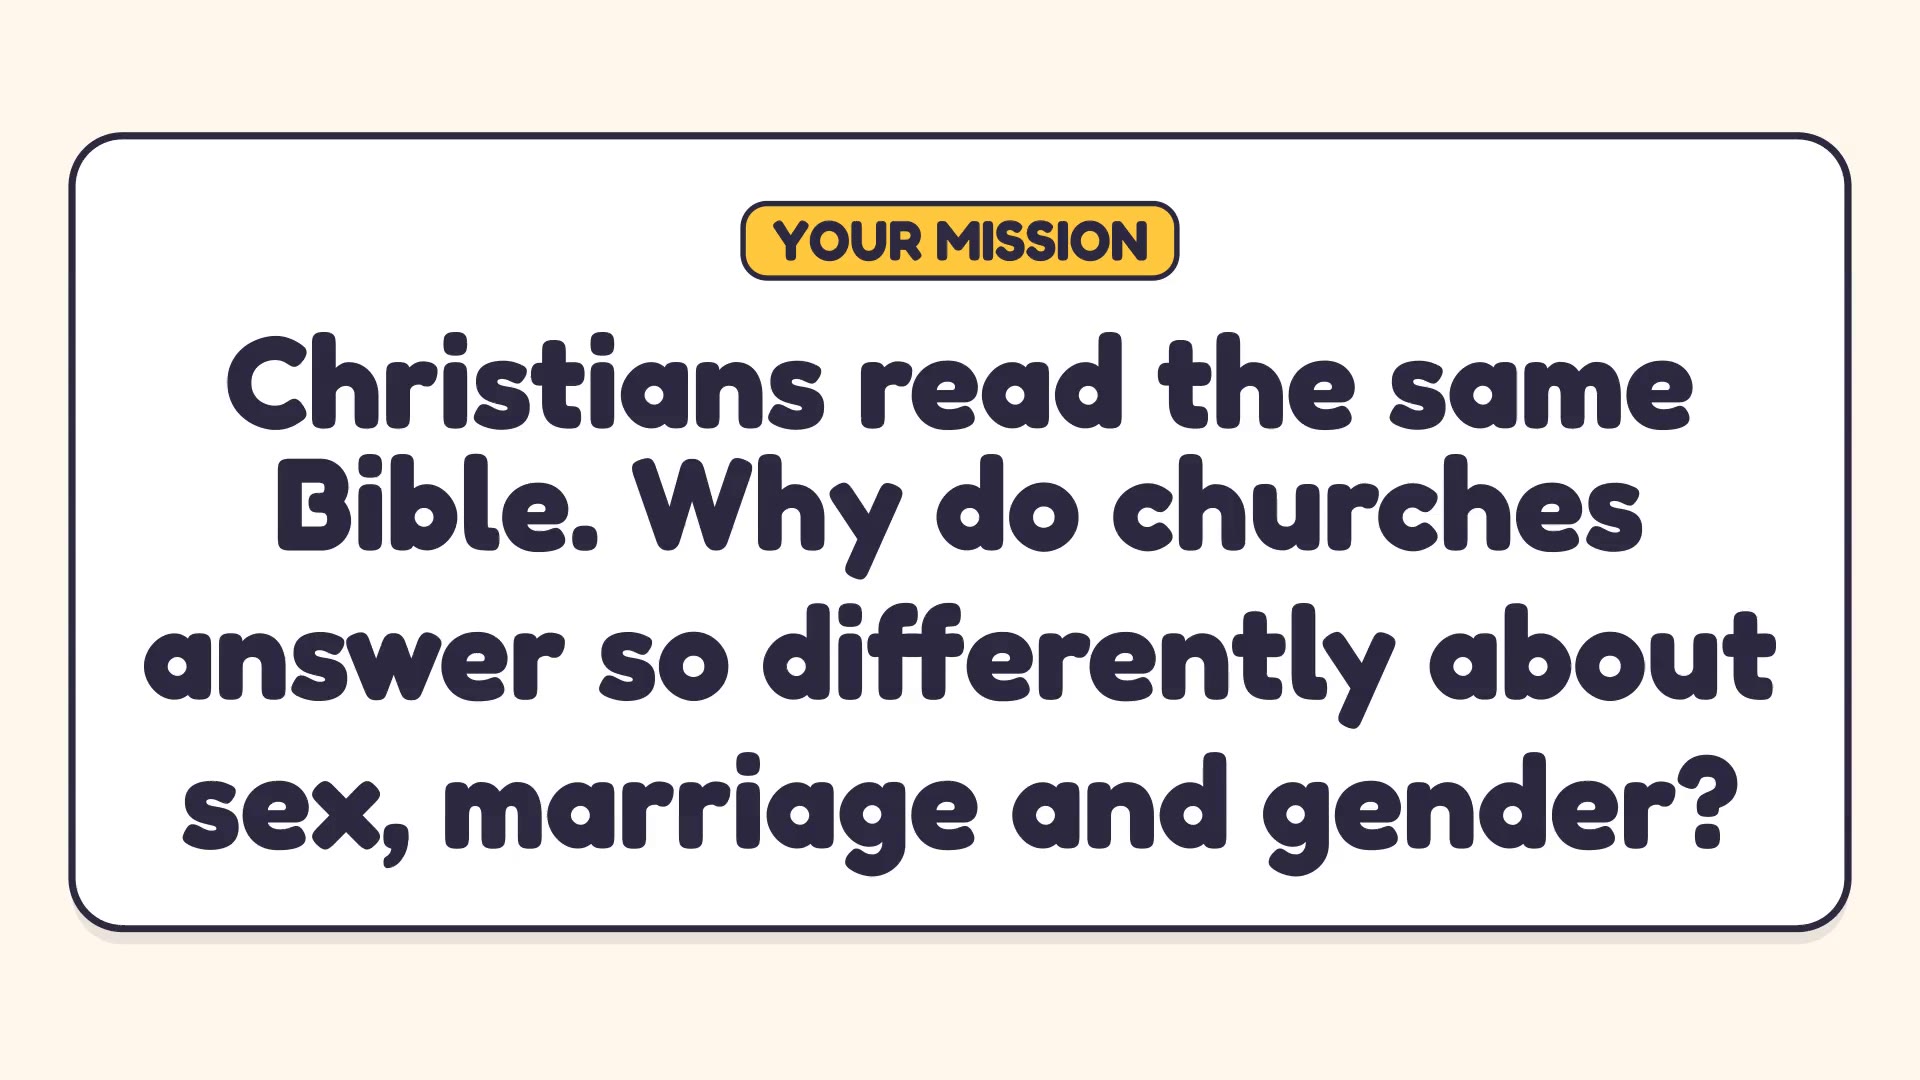 YOUR MISSION
Christians read the same
Bible. Why do churches
answer so differently about
sex, marriage and gender?